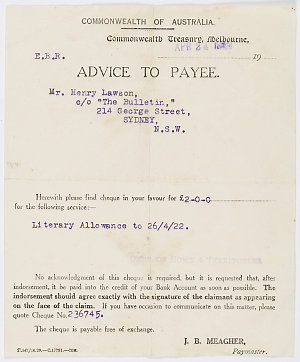 COMMONWEALTH OF AUSTRALIA.
Commonwealth Treasury, Melbourne,
APR 24
E.B.R. 19
ADVICE TO PAYEE.
Mr. Henry Lawson,
c/o "The Bulletin,"
214 George Street,
SYDNEY,
N.S.W.
Herewith please find cheque in your favour for £2-0-0
for the following service:—
Literary Allowance to 26/4/22.
No acknowledgment of this cheque is required, but it is requested that, after
indorsement, it be paid into the credit of your Bank Account as soon as possible. The
indorsement should agree exactly with the signature of the claimant as appearing
on the face of the claim. If you have occasion to communicate on this matter, please
quote Cheque No. 236745.
The cheque is payable free of exchange.
J. B. MEAGHER,
Paymaster.